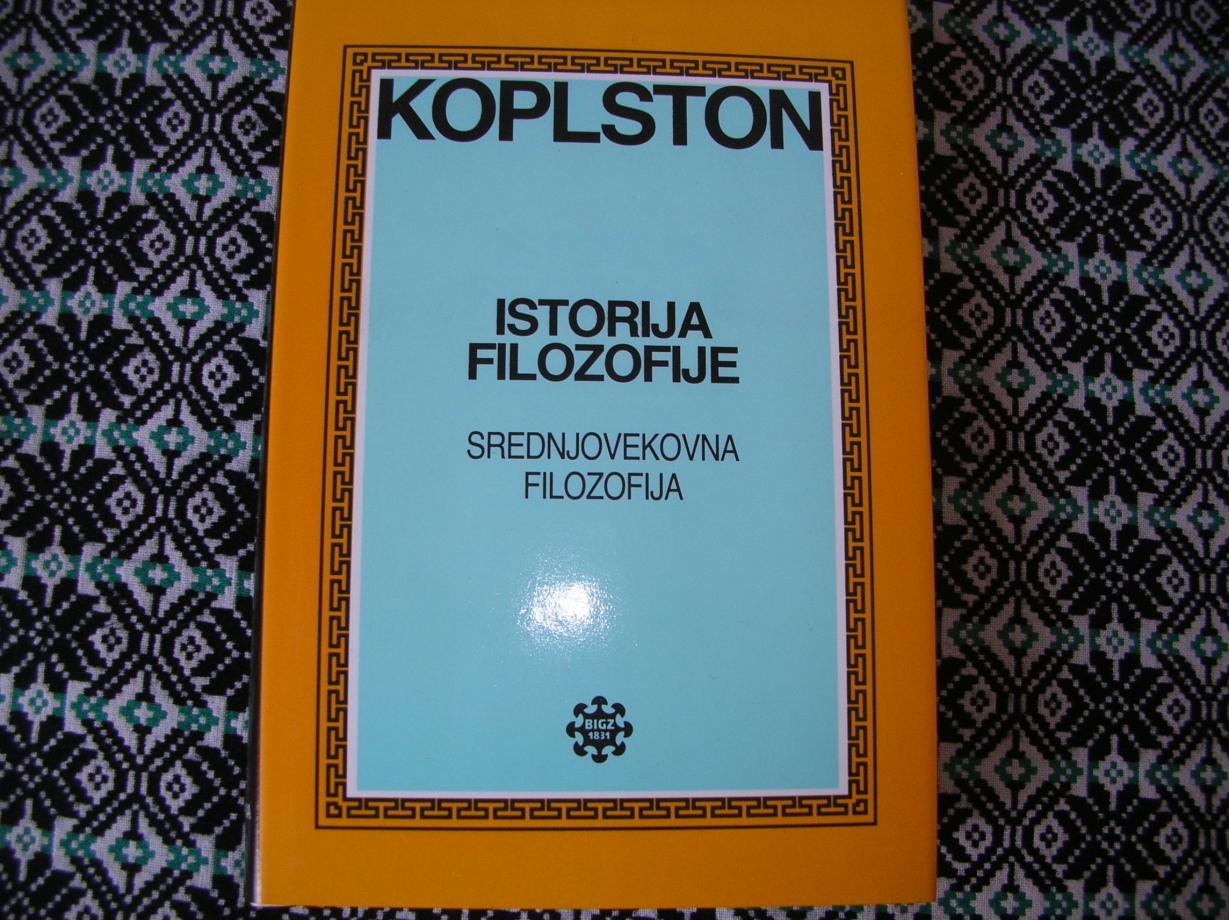 KOPLSTON
ISTORIJA
FILOZOFIJE
SREDNJOVEKOVNA
FILOZOFIJA
BIGZ
1831